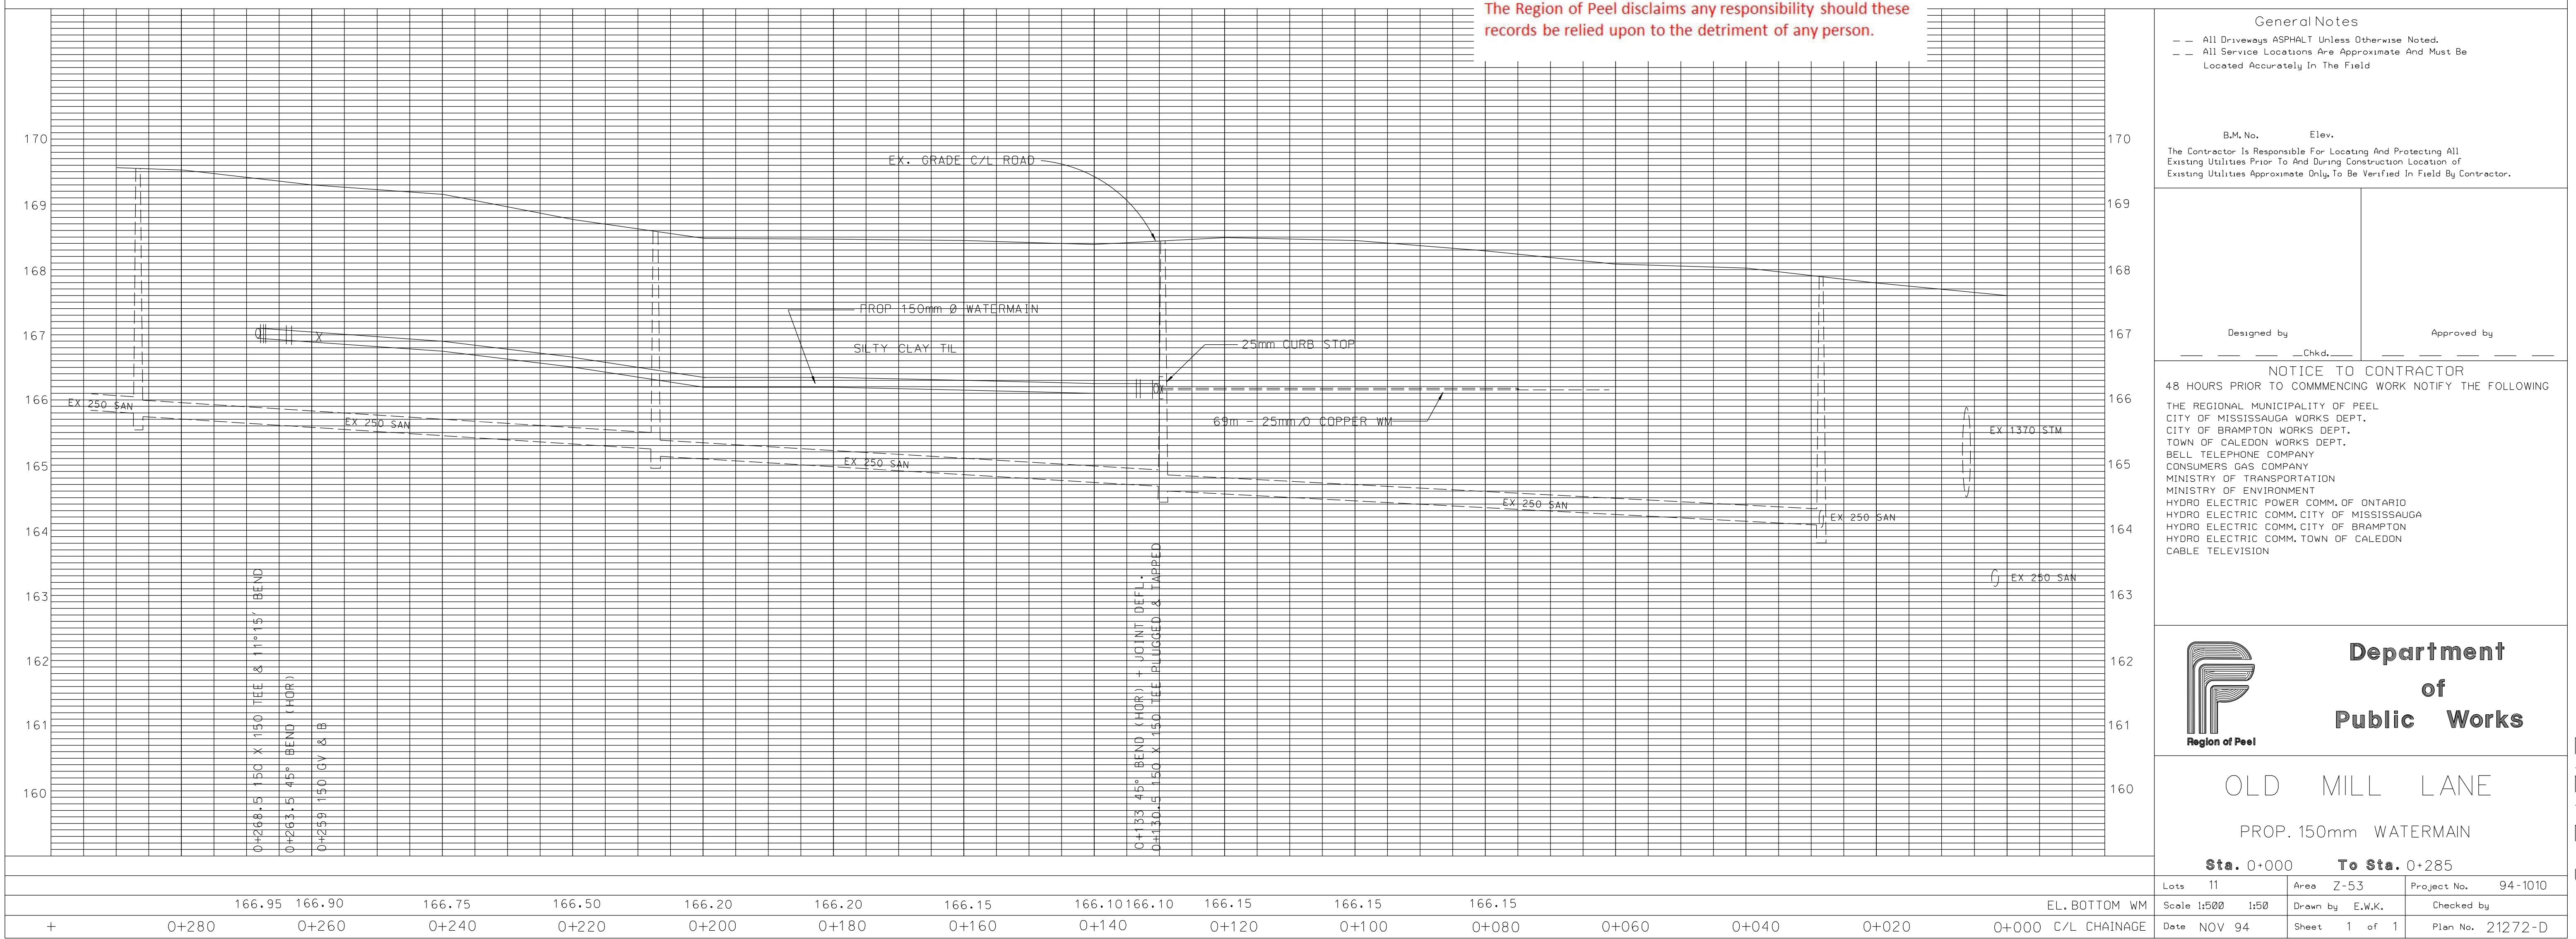 The Region of Peel disclaims any responsibility should these
records be relied upon to the detriment of any person.
170
169
168
167
166
165
164
163
162
161
160
EX. GRADE C/L ROAD
PROP 150mm Ø WATERMAIN
SILTY CLAY TIL
25mm CURB STOP
69m - 25mm/O COPPER WM
EX 250 SAN
EX 250 SAN
EX 250 SAN
EX 250 SAN
EX 250 SAN
EX 1370 STM
EX 250 SAN
0+268.5 150 X 150 TEE & 11°15' BEND
0+263.5 45° BEND (HOR)
0+259 150 GV & B
0+133 45° BEND (HOR) + JOINT DEFL.
0+130.5 150 X 150 TEE PLUGGED & TAPPED
170
169
168
167
166
165
164
163
162
161
160
166.95 166.90 166.75 166.50 166.20 166.20 166.15 166.10 166.10 166.15 166.15 166.15 EL. BOTTOM WM
+ 0+280 0+260 0+240 0+220 0+200 0+180 0+160 0+140 0+120 0+100 0+080 0+060 0+040 0+020 0+000 C/L CHAINAGE
General Notes
_ _ All Driveways ASPHALT Unless Otherwise Noted.
_ _ All Service Locations Are Approximate And Must Be
Located Accurately In The Field
B.M. No. Elev.
The Contractor Is Responsible For Locating And Protecting All
Existing Utilities Prior To And During Construction Location of
Existing Utilities Approximate Only, To Be Verified In Field By Contractor.
Designed by
Chkd.
Approved by
NOTICE TO CONTRACTOR
48 HOURS PRIOR TO COMMMENCING WORK NOTIFY THE FOLLOWING
THE REGIONAL MUNICIPALITY OF PEEL
CITY OF MISSISSAUGA WORKS DEPT.
CITY OF BRAMPTON WORKS DEPT.
TOWN OF CALEDON WORKS DEPT.
BELL TELEPHONE COMPANY
CONSUMERS GAS COMPANY
MINISTRY OF TRANSPORTATION
MINISTRY OF ENVIRONMENT
HYDRO ELECTRIC POWER COMM. OF ONTARIO
HYDRO ELECTRIC COMM. CITY OF MISSISSAUGA
HYDRO ELECTRIC COMM. CITY OF BRAMPTON
HYDRO ELECTRIC COMM. TOWN OF CALEDON
CABLE TELEVISION
Region of Peel
Department
of
Public Works
OLD MILL LANE
PROP. 150mm WATERMAIN
Sta. 0+000 To Sta. 0+285
Lots 11 Area Z-53 Project No. 94-1010
Scale 1:500 1:50 Drawn by E.W.K. Checked by
Date NOV 94 Sheet 1 of 1 Plan No. 21272-D